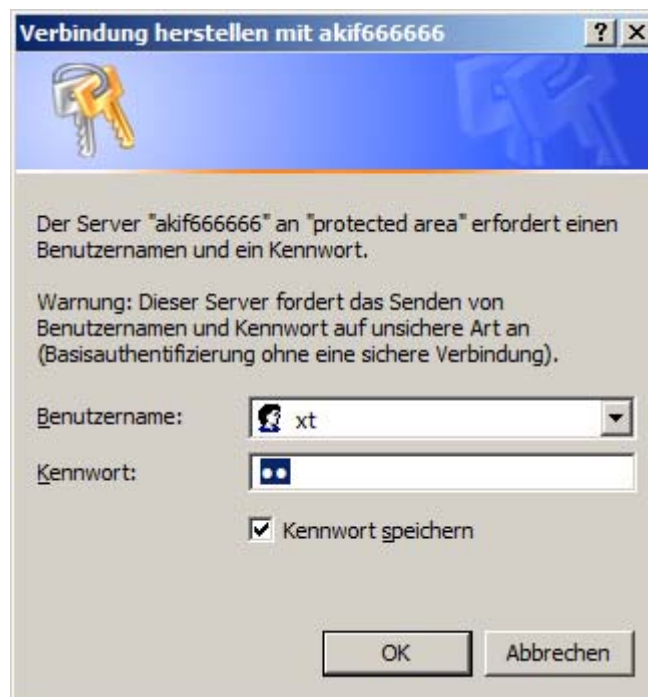 Verbindung herstellen mit akif666666
Der Server "akif666666" an "protected area" erfordert einen
Benutzernamen und ein Kennwort.
Warnung: Dieser Server fordert das Senden von
Benutzernamen und Kennwort auf unsichere Art an
(Basisauthentifizierung ohne eine sichere Verbindung).
Benutzername: xt
Kennwort: ●●
Kennwort speichern
OK Abbrechen